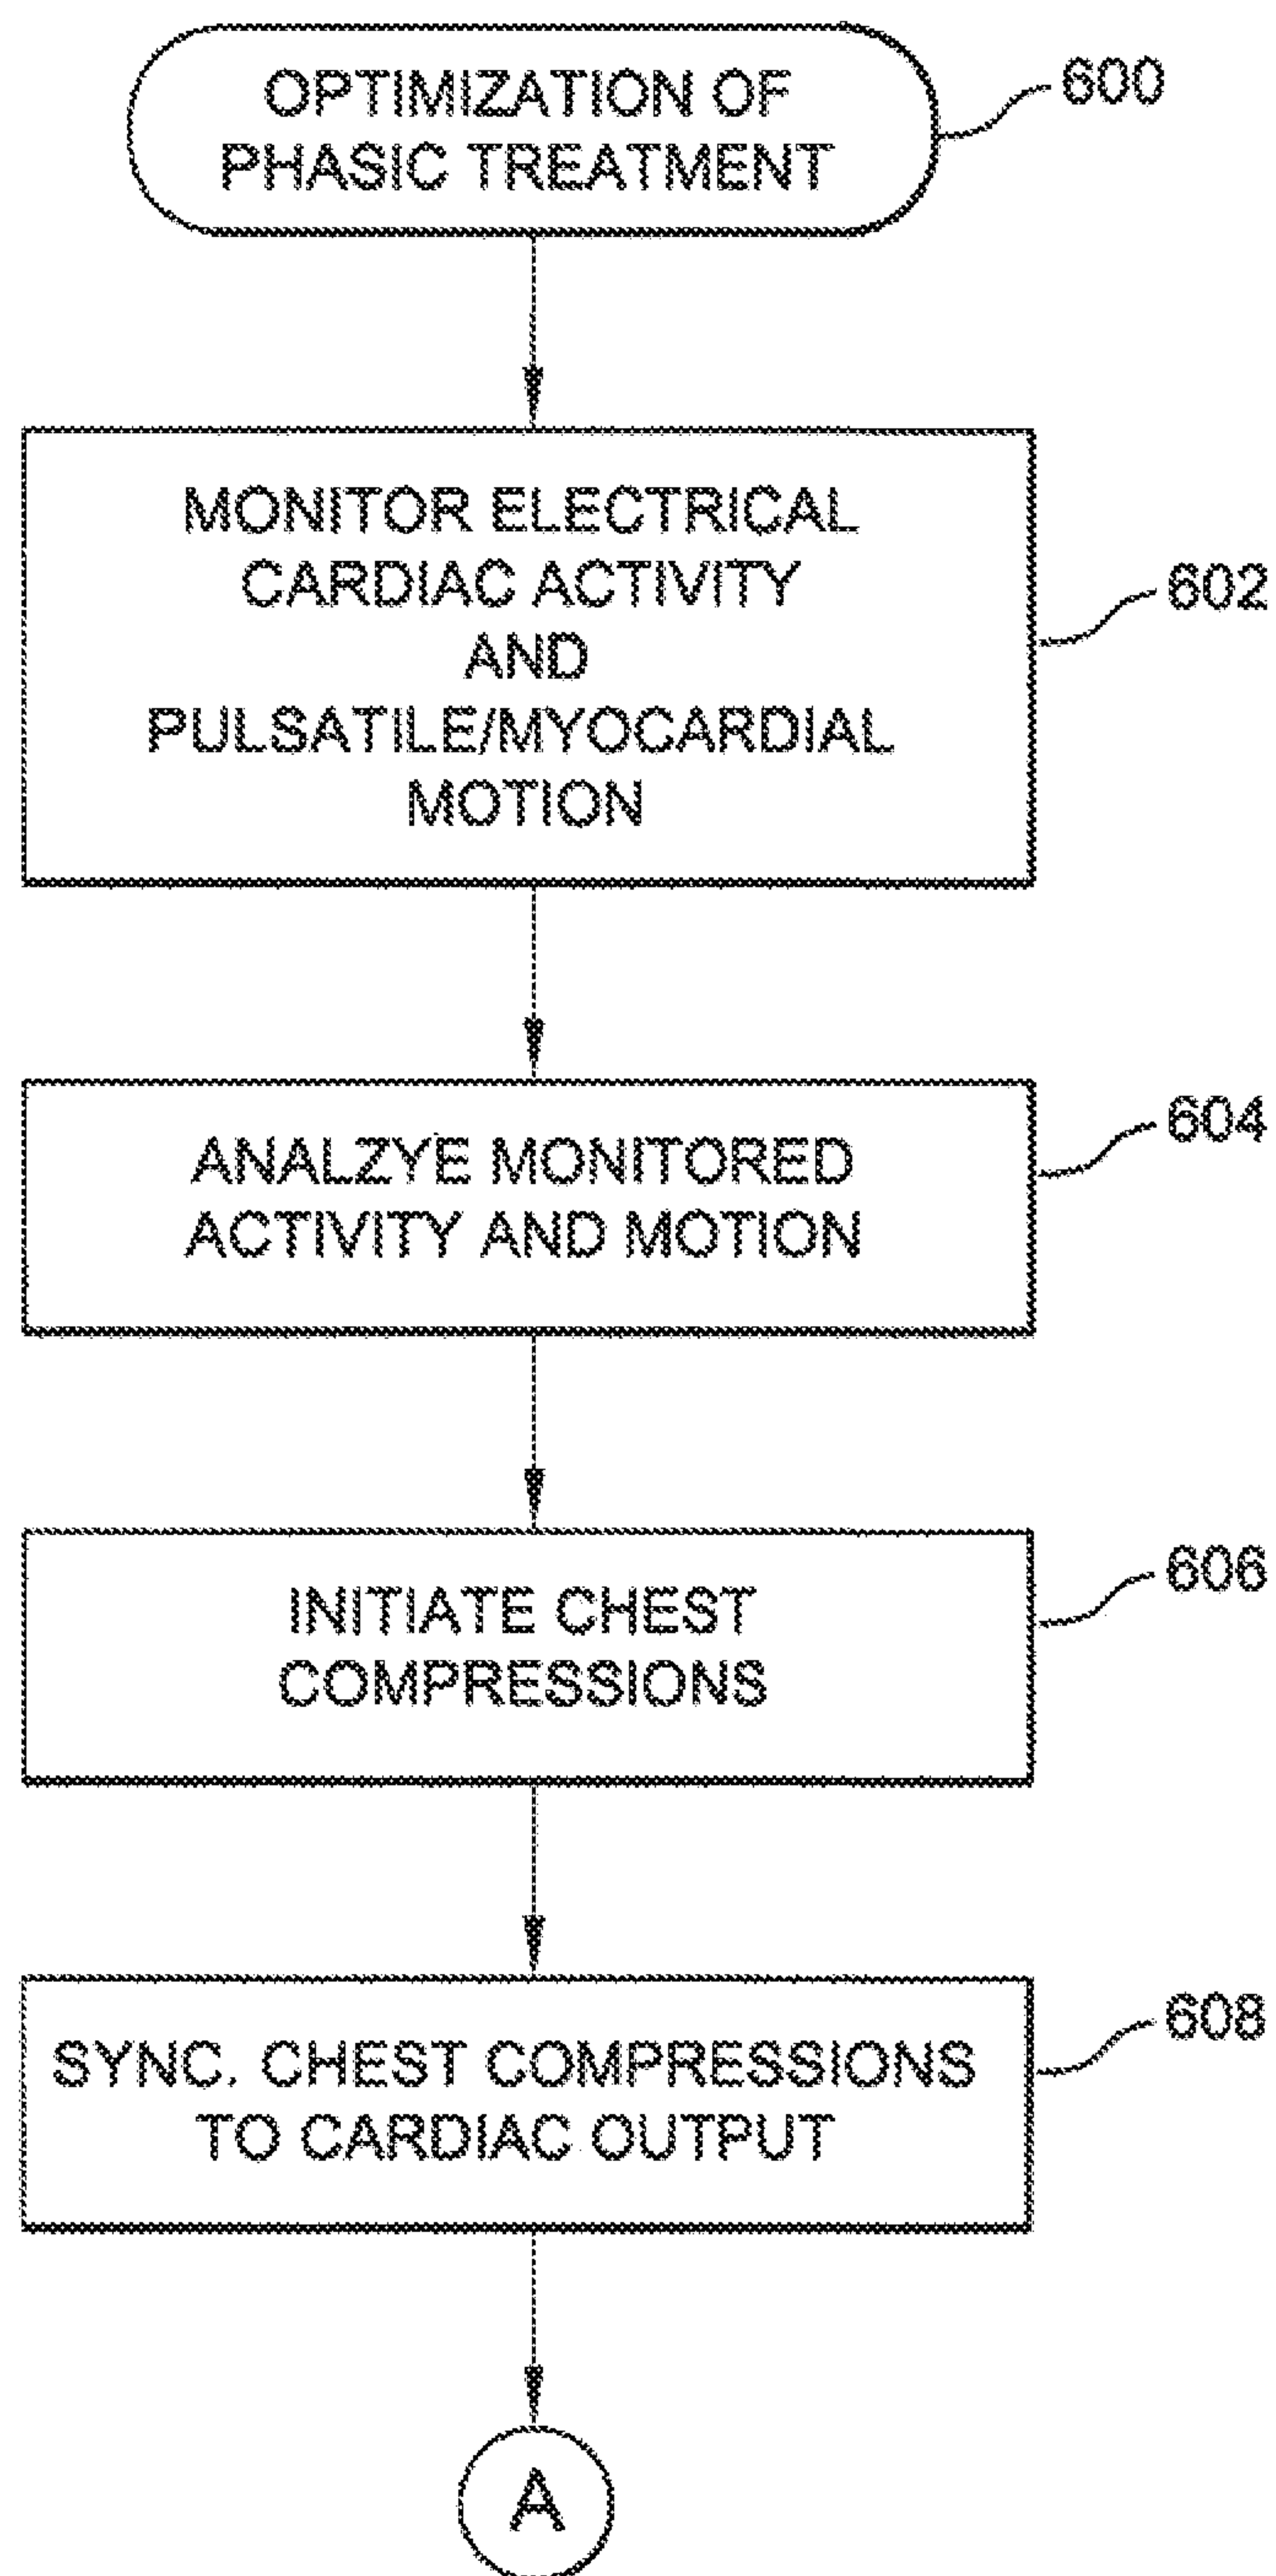 OPTIMIZATION OF
PHASIC TREATMENT
600
MONITOR ELECTRICAL
CARDIAC ACTIVITY
AND
PULSATILE/MYOCARDIAL
MOTION
602
ANALZYE MONITORED
ACTIVITY AND MOTION
604
INITIATE CHEST
COMPRESSIONS
606
SYNC. CHEST COMPRESSIONS
TO CARDIAC OUTPUT
608
A